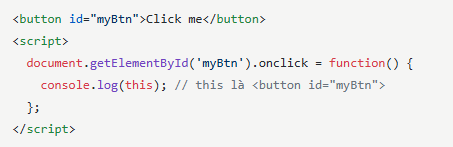 <button id="myBtn">Click me</button>
<script>
  document.getElementById('myBtn').onclick = function() {
    console.log(this); // this là <button id="myBtn">
  };
</script>